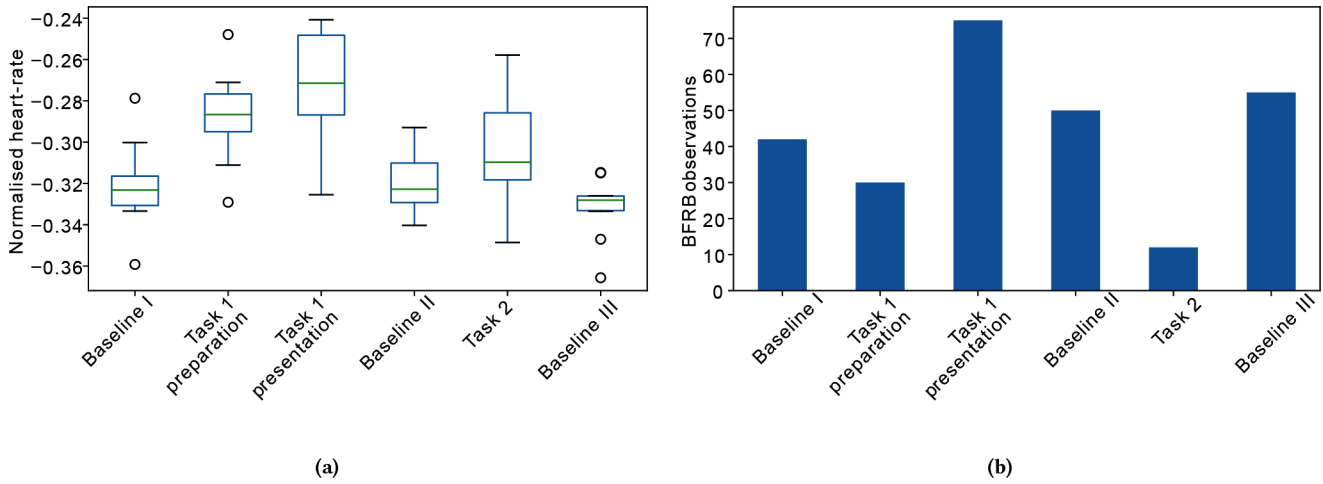 Normalised heart-rate
−0.24
−0.26
−0.28
−0.30
−0.32
−0.34
−0.36
Baseline I
Task 1
preparation
Task 1
presentation
Baseline II
Task 2
Baseline III
(a)
BFRB observations
70
60
50
40
30
20
10
0
Baseline I
Task 1
preparation
Task 1
presentation
Baseline II
Task 2
Baseline III
(b)